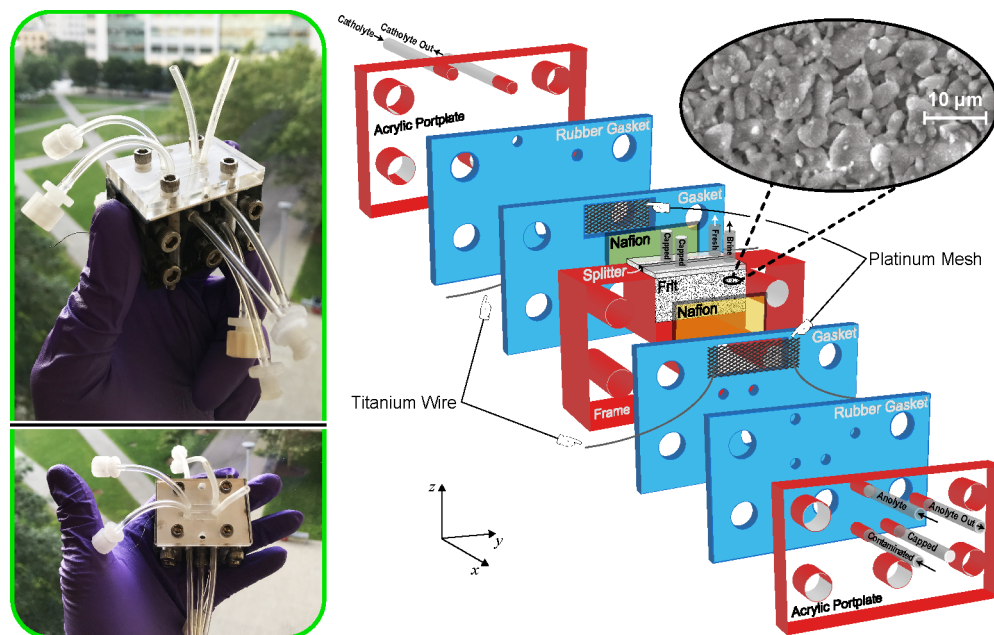 Catholyte
Catholyte Out
Acrylic Portplate
Rubber Gasket
10 µm
Gasket
Nafion
Capped
Capped
Fresh
Brine
Platinum Mesh
Splitter
Frit
Nafion
Gasket
Titanium Wire
Frame
Rubber Gasket
z
y
x
Anolyte
Anolyte Out
Contaminated
Capped
Acrylic Portplate